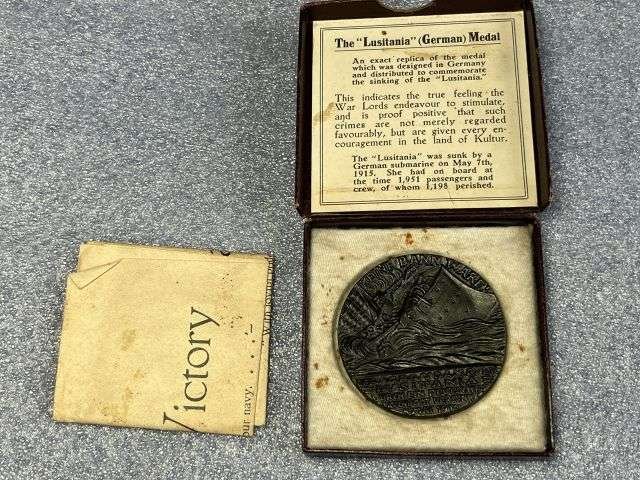 The "Lusitania" (German) Medal
An exact replica of the medal
which was designed in Germany
and distributed to commemorate
the sinking of the "Lusitania."
This indicates the true feeling the
War Lords endeavour to stimulate,
and is proof positive that such
crimes are not merely regarded
favourably, but are given every en-
couragement in the land of Kultur.
The "Lusitania" was sunk by a
German submarine on May 7th,
1915. She had on board at
the time 1,951 passengers and
crew, of whom 1,198 perished.
KEINE BANNWARE
Victory
our navy.